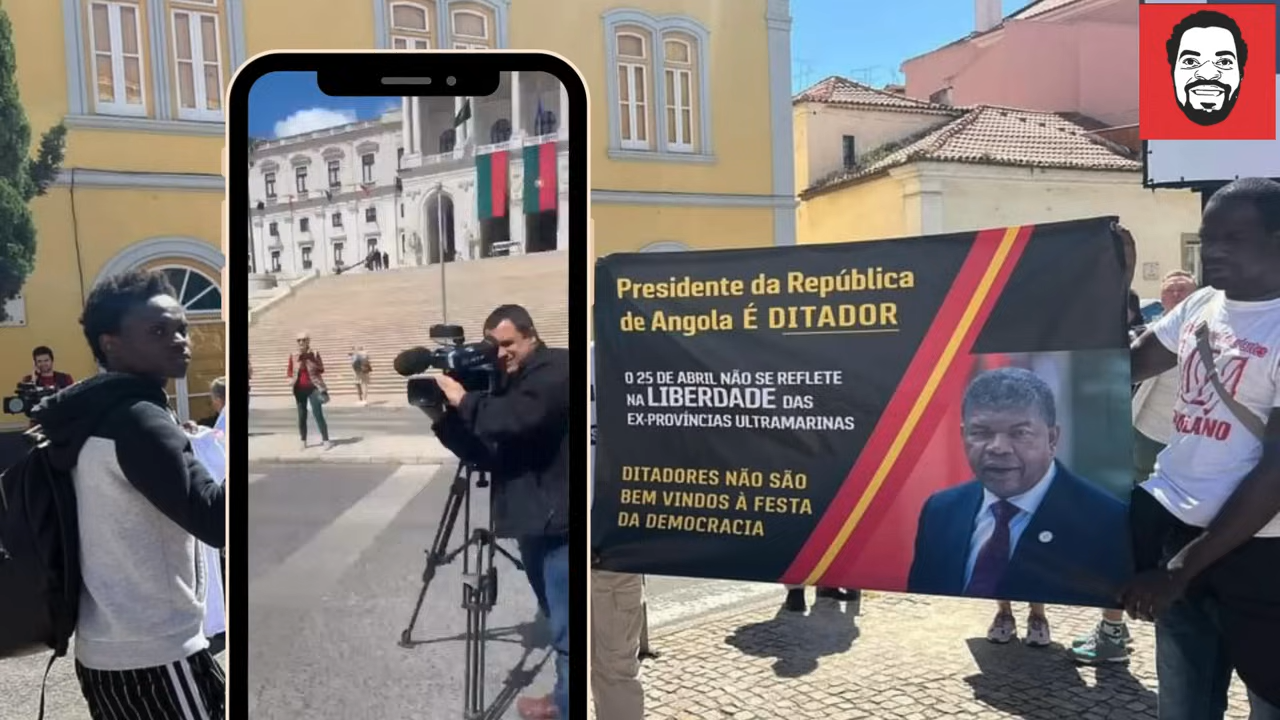 Presidente da República
de Angola É DITADOR
O 25 DE ABRIL NÃO SE REFLETE
NA LIBERDADE DAS
EX-PROVÍNCIAS ULTRAMARINAS
DITADORES NÃO SÃO
BEM VINDOS À FESTA
DA DEMOCRACIA